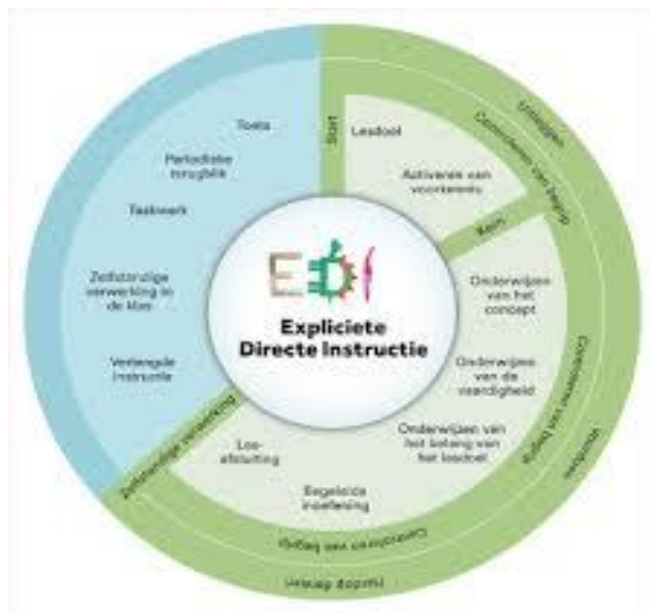 EDI
Expliciete
Directe Instructie
Start
Lesdoel
Activeren van
voorkennis
Kern
Onderwijzen
van het
concept
Onderwijzen
van de
vaardigheid
Onderwijzen van
het belang van
het lesdoel
Begeleide
inoefening
Les-
afsluiting
Zelfstandige verwerking
Verlengde
instructie
Zelfstandige
verwerking in
de klas
Taakwerk
Periodieke
terugblik
Toets
Uitleggen
Controleren van begrip
Controleren van begrip
Voordoen
Controleren van begrip
Hardop denken